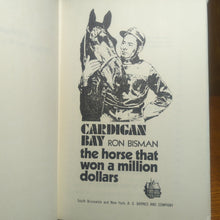 CARDIGAN
BAY RON BISMAN
the horse that
won a million
dollars
South Brunswick and New York: A. S. BARNES AND COMPANY